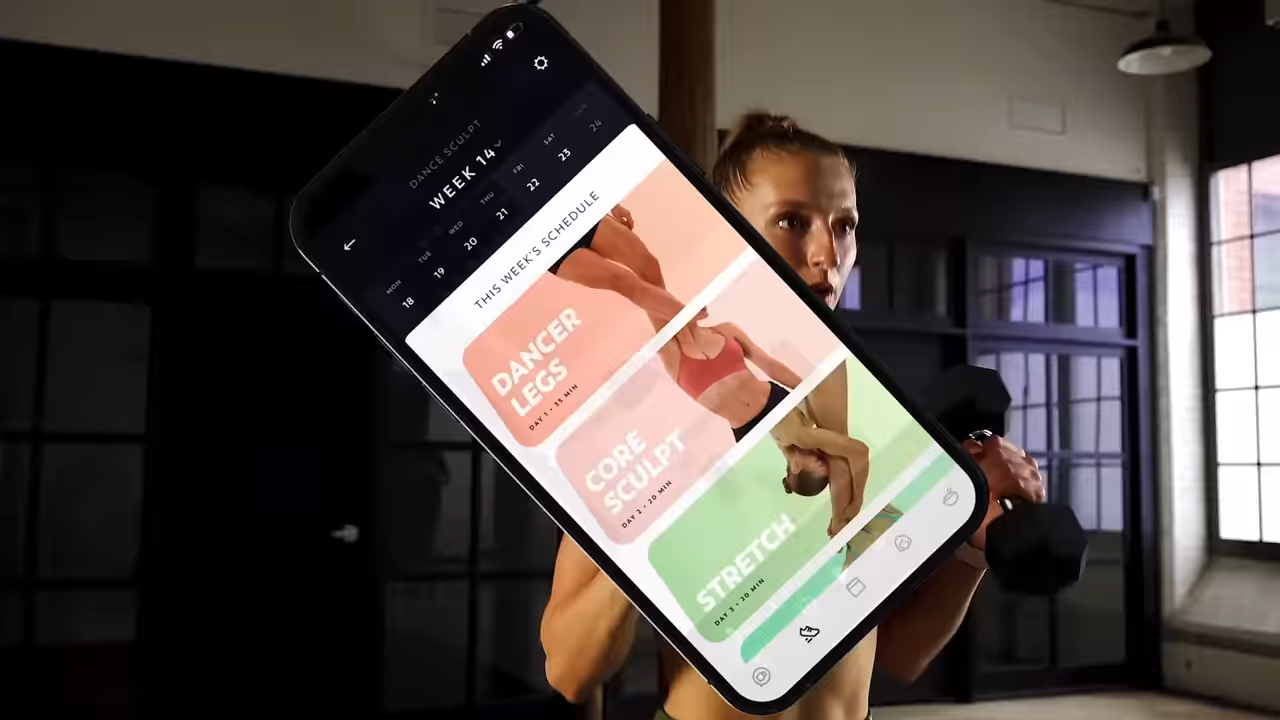 DANCE SCULPT
WEEK 14
MON TUE WED THU FRI SAT
18 19 20 21 22 23 24
THIS WEEK'S SCHEDULE
DANCER
LEGS
DAY 1 • 35 MIN
CORE
SCULPT
DAY 2 • 20 MIN
STRETCH
DAY 3 • 20 MIN